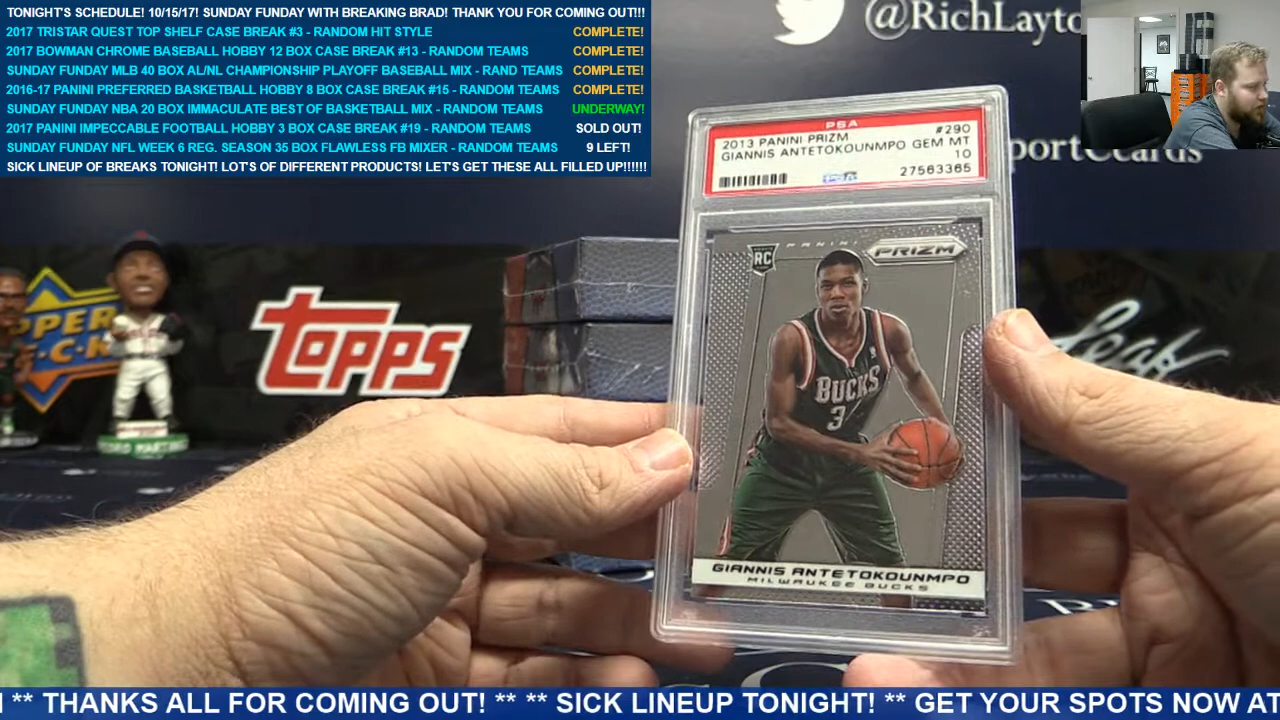 TONIGHT'S SCHEDULE! 10/15/17! SUNDAY FUNDAY WITH BREAKING BRAD! THANK YOU FOR COMING OUT!!!
2017 TRISTAR QUEST TOP SHELF CASE BREAK #3 - RANDOM HIT STYLE COMPLETE!
2017 BOWMAN CHROME BASEBALL HOBBY 12 BOX CASE BREAK #13 - RANDOM TEAMS COMPLETE!
SUNDAY FUNDAY MLB 40 BOX AL/NL CHAMPIONSHIP PLAYOFF BASEBALL MIX - RAND TEAMS COMPLETE!
2016-17 PANINI PREFERRED BASKETBALL HOBBY 8 BOX CASE BREAK #15 - RANDOM TEAMS COMPLETE!
SUNDAY FUNDAY NBA 20 BOX IMMACULATE BEST OF BASKETBALL MIX - RANDOM TEAMS UNDERWAY!
2017 PANINI IMPECCABLE FOOTBALL HOBBY 3 BOX CASE BREAK #19 - RANDOM TEAMS SOLD OUT!
SUNDAY FUNDAY NFL WEEK 6 REG. SEASON 35 BOX FLAWLESS FB MIXER - RANDOM TEAMS 9 LEFT!
SICK LINEUP OF BREAKS TONIGHT! LOT'S OF DIFFERENT PRODUCTS! LET'S GET THESE ALL FILLED UP!!!!!!
@RichLayto
portCcards
PSA
2013 PANINI PRIZM #290
GIANNIS ANTETOKOUNMPO GEM MT
10
27563365
RC PANINI PRIZM
BUCKS
3
GIANNIS ANTETOKOUNMPO
MILWAUKEE BUCKS
PPER
topps
Leaf
** THANKS ALL FOR COMING OUT! ** ** SICK LINEUP TONIGHT! ** GET YOUR SPOTS NOW AT